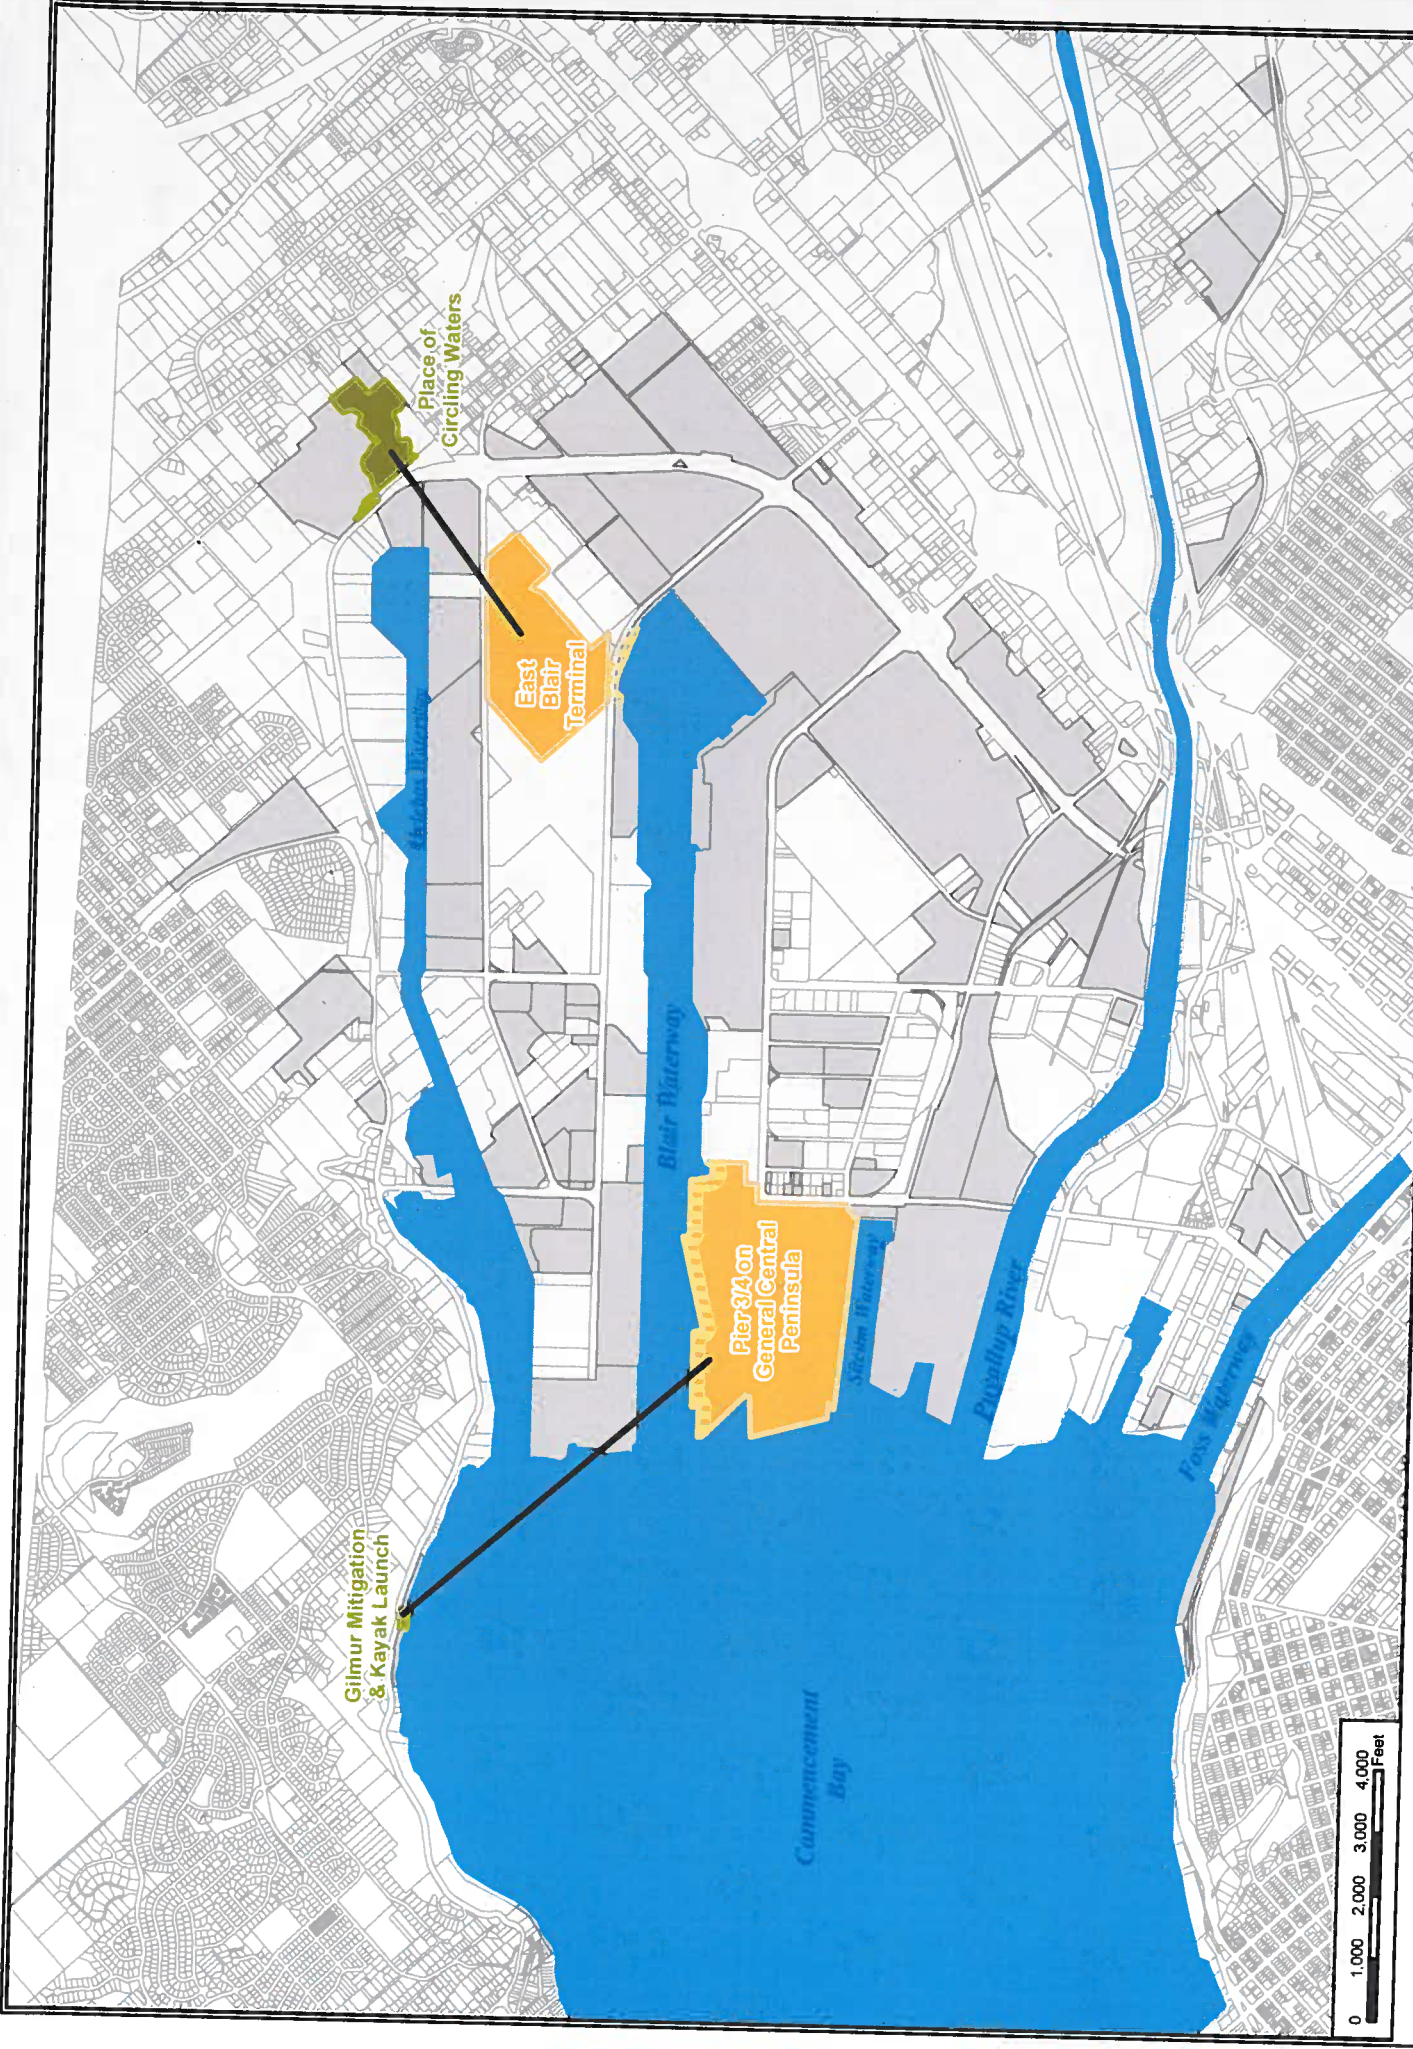 Gilmur Mitigation
& Kayak Launch
Place of
Circling Waters
East
Blair
Terminal
Hylebos Waterway
Blair Waterway
Pier 3/4 on
General Central
Peninsula
Sitcum Waterway
Puyallup River
Foss Waterway
Commencement
Bay
0 1,000 2,000 3,000 4,000
Feet